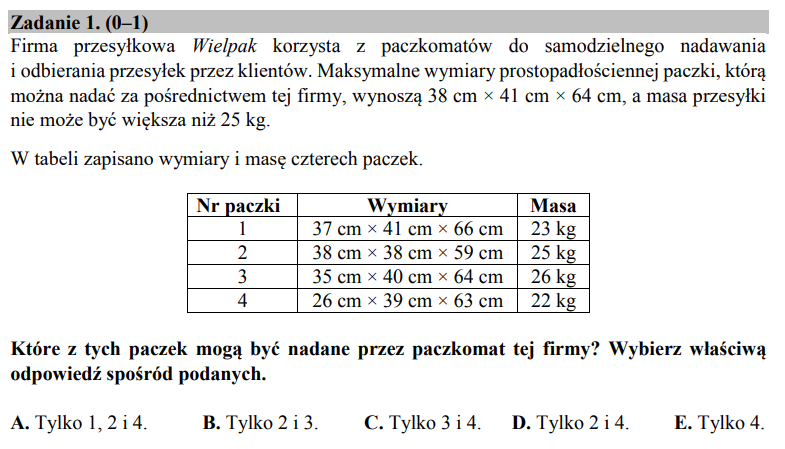 Zadanie 1. (0–1)
Firma przesyłkowa Wielpak korzysta z paczkomatów do samodzielnego nadawania
i odbierania przesyłek przez klientów. Maksymalne wymiary prostopadłościennej paczki, którą
można nadać za pośrednictwem tej firmy, wynoszą 38 cm × 41 cm × 64 cm, a masa przesyłki
nie może być większa niż 25 kg.
W tabeli zapisano wymiary i masę czterech paczek.
Nr paczki Wymiary Masa
1 37 cm × 41 cm × 66 cm 23 kg
2 38 cm × 38 cm × 59 cm 25 kg
3 35 cm × 40 cm × 64 cm 26 kg
4 26 cm × 39 cm × 63 cm 22 kg
Które z tych paczek mogą być nadane przez paczkomat tej firmy? Wybierz właściwą
odpowiedź spośród podanych.
A. Tylko 1, 2 i 4. B. Tylko 2 i 3. C. Tylko 3 i 4. D. Tylko 2 i 4. E. Tylko 4.